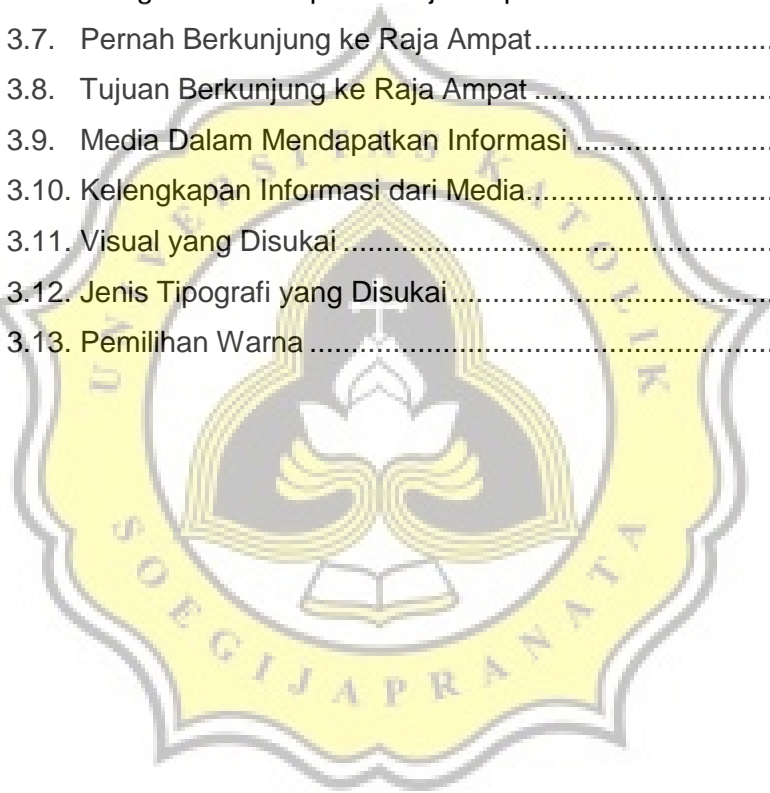 3.7. Pernah Berkunjung ke Raja Ampat............................
3.8. Tujuan Berkunjung ke Raja Ampat ............................
3.9. Media Dalam Mendapatkan Informasi .......................
3.10. Kelengkapan Informasi dari Media.............................
3.11. Visual yang Disukai ...................................................
3.12. Jenis Tipografi yang Disukai......................................
3.13. Pemilihan Warna .......................................................
UNIVERSITAS KATOLIK
SOEGIJAPRANATA